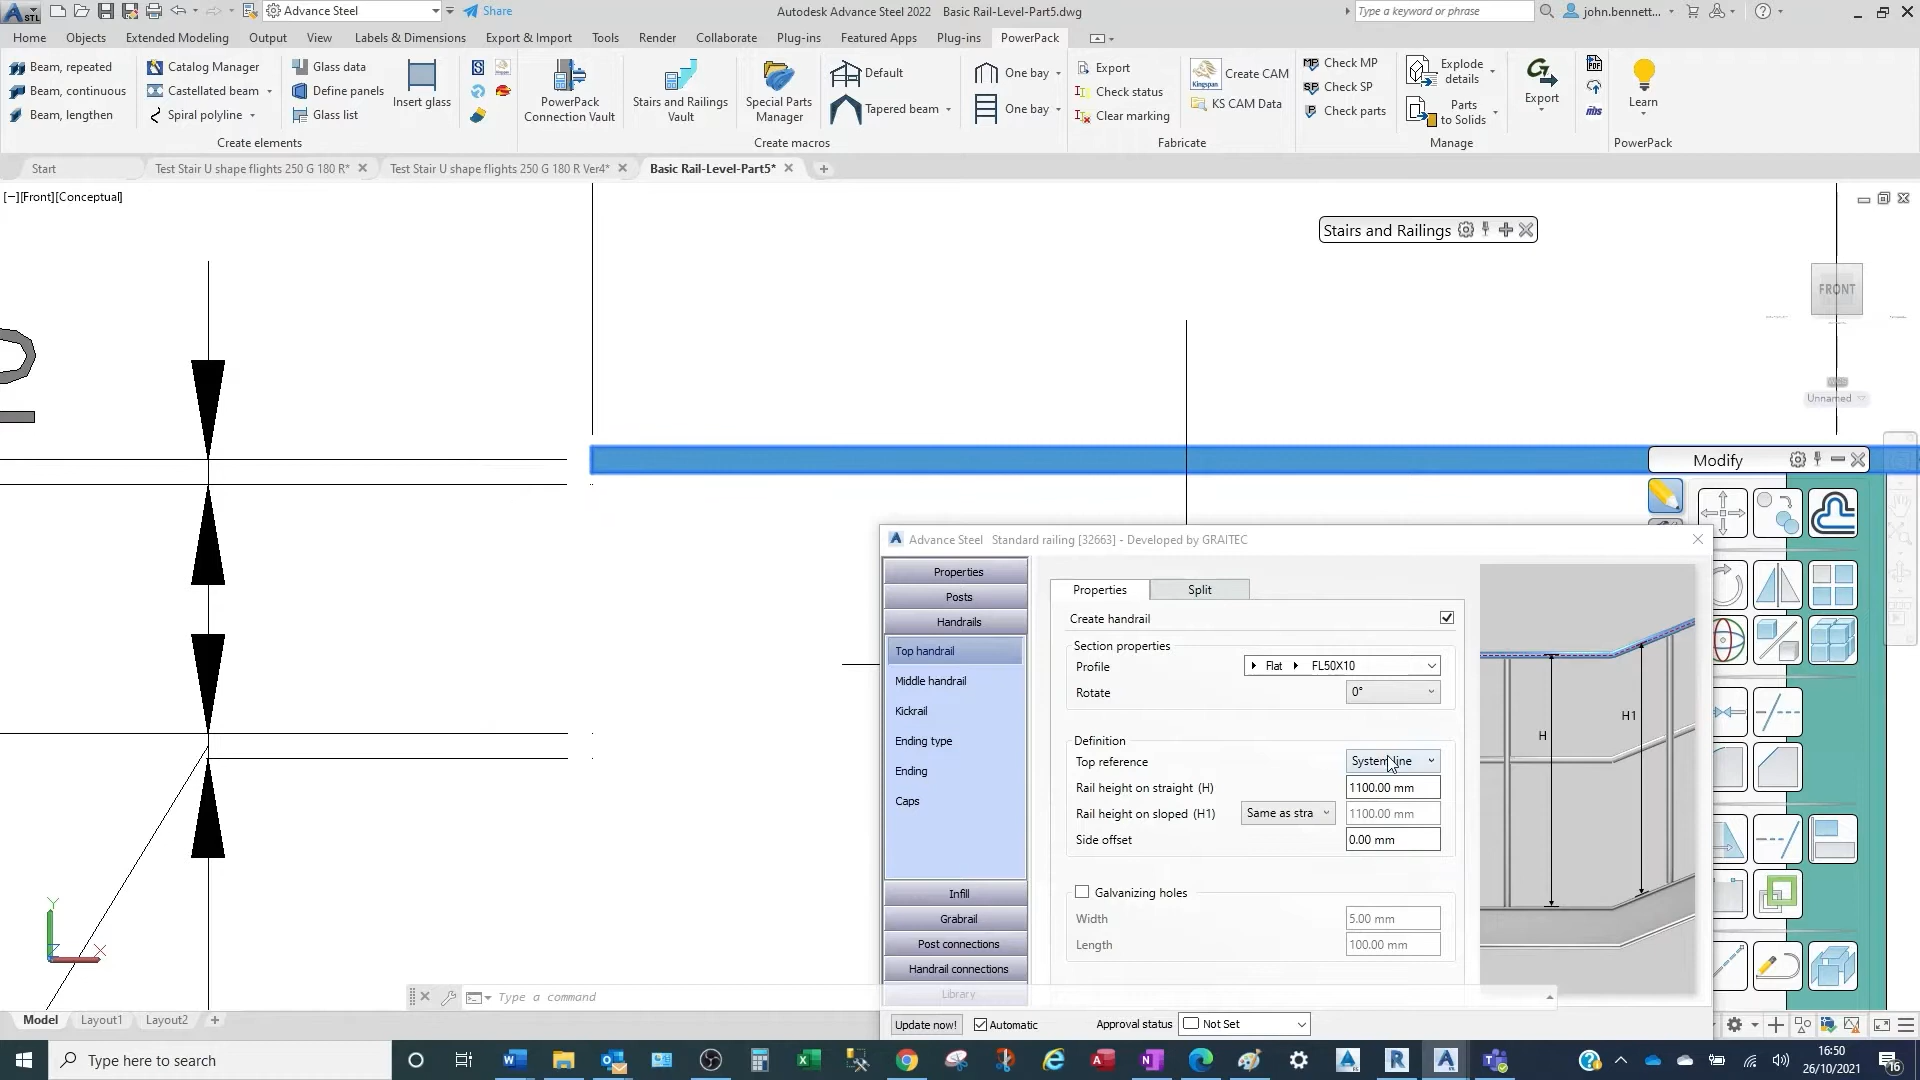 Advance Steel
Share
Autodesk Advance Steel 2022 Basic Rail-Level-Part5.dwg
Type a keyword or phrase
john.bennett...
Home Objects Extended Modeling Output View Labels & Dimensions Export & Import Tools Render Collaborate Plug-ins Featured Apps Plug-ins PowerPack
Beam, repeated
Beam, continuous
Beam, lengthen
Catalog Manager
Castellated beam
Spiral polyline
Glass data
Define panels
Glass list
Insert glass
Create elements
PowerPack
Connection Vault
Stairs and Railings
Vault
Special Parts
Manager
Default
Tapered beam
One bay
One bay
Create macros
Export
Check status
Clear marking
Kingspan
Create CAM
KS CAM Data
Fabricate
MP Check MP
SP Check SP
P Check parts
Explode
details
Parts
to Solids
Export
Manage
Learn
PowerPack
Start
Test Stair U shape flights 250 G 180 R*
Test Stair U shape flights 250 G 180 R Ver4*
Basic Rail-Level-Part5*
[−][Front][Conceptual]
Stairs and Railings
FRONT
Unnamed
Modify
Advance Steel Standard railing [32663] - Developed by GRAITEC
Properties
Posts
Handrails
Top handrail
Middle handrail
Kickrail
Ending type
Ending
Caps
Infill
Grabrail
Post connections
Handrail connections
Library
Properties Split
Create handrail
Section properties
Profile Flat FL50X10
Rotate 0°
Definition
Top reference System line
Rail height on straight (H) 1100.00 mm
Rail height on sloped (H1) Same as stra 1100.00 mm
Side offset 0.00 mm
Galvanizing holes
Width 5.00 mm
Length 100.00 mm
H
H1
Update now! Automatic Approval status Not Set
Y
X
Z
Type a command
Model Layout1 Layout2
Type here to search
16:50
26/10/2021
16